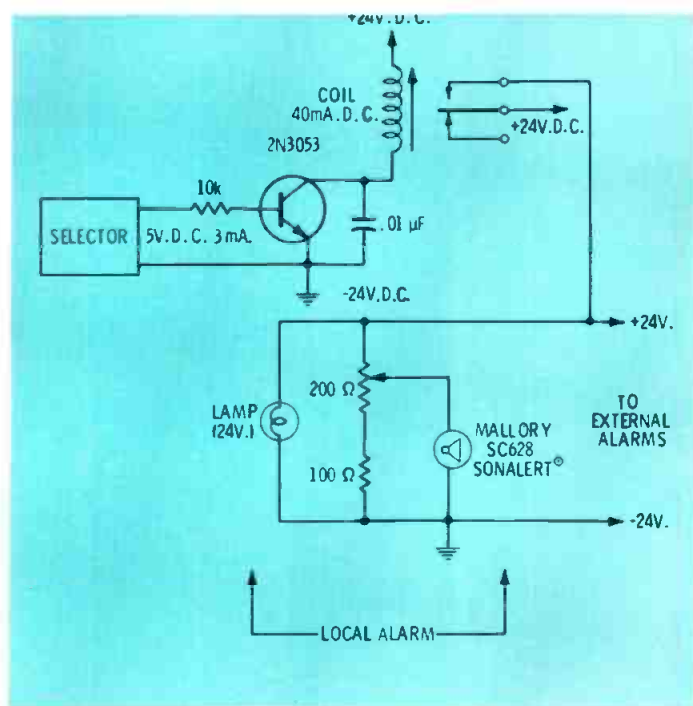 +24V.D.C.
COIL
40mA.D.C.
+24V.D.C.
2N3053
10k
SELECTOR
5V.D.C. 3mA.
.01 µF
-24V.D.C.
+24V.
200 Ω
LAMP
(24V.)
TO
EXTERNAL
ALARMS
MALLORY
SC628
SONALERT®
100 Ω
-24V.
LOCAL ALARM